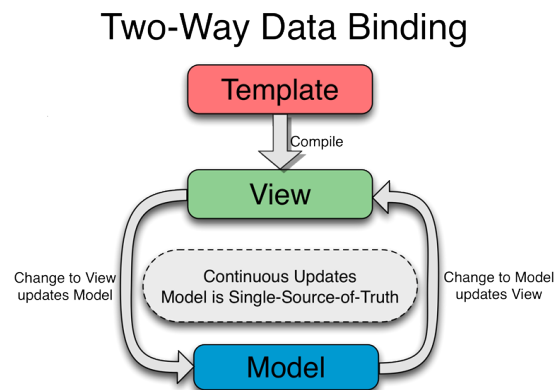 Two-Way Data Binding
Template
Compile
View
Continuous Updates
Model is Single-Source-of-Truth
Change to View
updates Model
Change to Model
updates View
Model